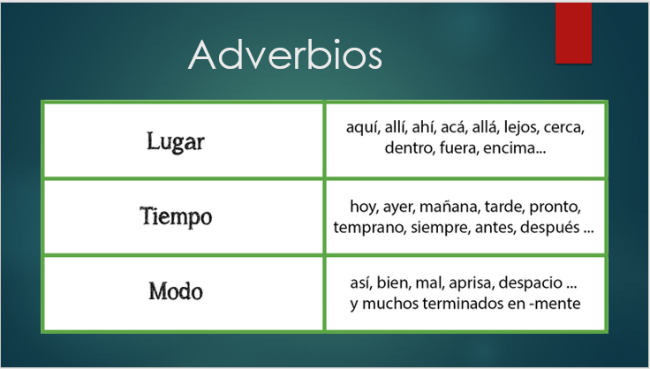 Adverbios
Lugar
aquí, allí, ahí, acá, allá, lejos, cerca,
dentro, fuera, encima...
Tiempo
hoy, ayer, mañana, tarde, pronto,
temprano, siempre, antes, después ...
Modo
así, bien, mal, aprisa, despacio ...
y muchos terminados en -mente